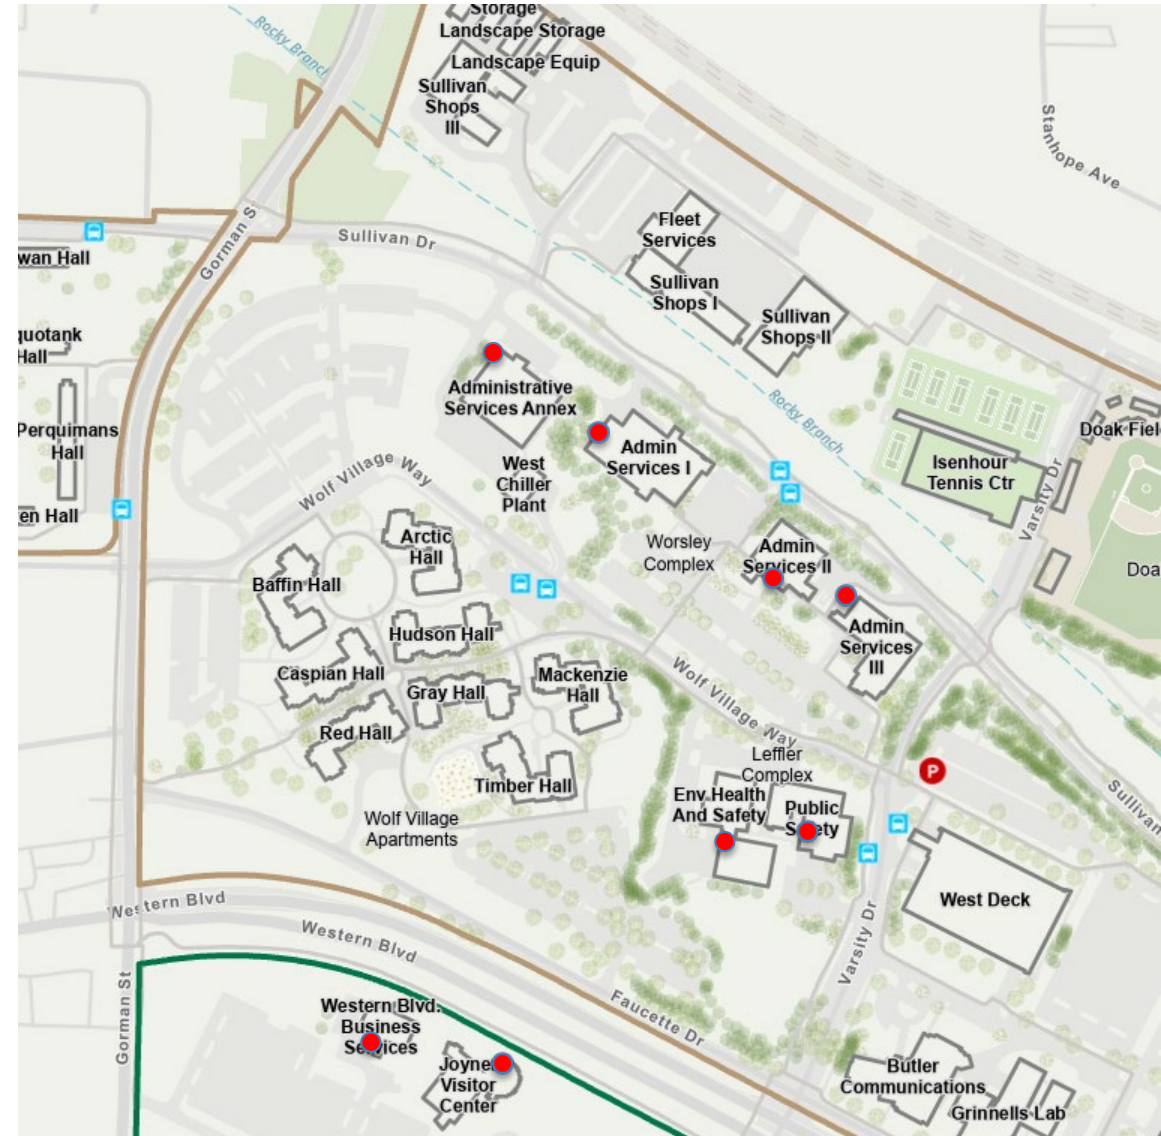 Storage
Landscape Storage
Rocky Branch
Landscape Equip
Sullivan
Shops
III
Stanhope Ave
Fleet
Services
Gorman S
Sullivan Dr
wan Hall
Sullivan
Shops I
Sullivan
Shops II
quotank
Hall
Administrative
Services Annex
Rocky Branch
Perquimans
Hall
Doak Fiel
Admin
Services I
Isenhour
Tennis Ctr
West
Chiller
Plant
Wolf Village Way
Varsity Dr
en Hall
Arctic
Hall
Worsley
Complex
Admin
Services II
Baffin Hall
Doa
Hudson Hall
Admin
Services
III
Caspian Hall
Mackenzie
Hall
Gray Hall
Wolf Village Way
Red Hall
Leffler
Complex
P
Timber Hall
Env Health
And Safety
Public
Sullivan
Wolf Village
Apartments
Western Blvd
West Deck
Western Blvd
Varsity Dr
Gorman St
Faucette Dr
Western Blvd.
Business
Services
Joyner
Visitor
Center
Butler
Communications
Grinnells Lab